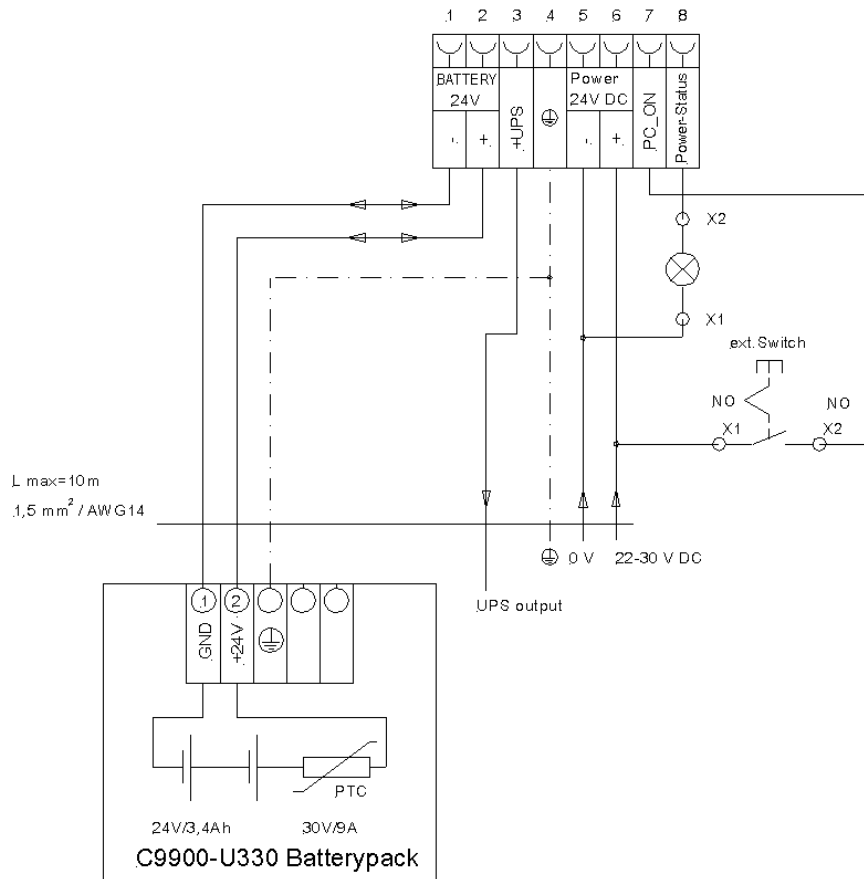 1 2 3 4 5 6 7 8
BATTERY
24V
- +
+UPS
Power
24V DC
- +
PC_ON
Power-Status
X2
X1
ext.Switch
NO NO
X1 X2
L max=10m
1,5 mm² / AWG14
0 V 22-30 V DC
UPS output
1 2
GND
+24V
PTC
24V/3,4Ah 30V/9A
C9900-U330 Batterypack